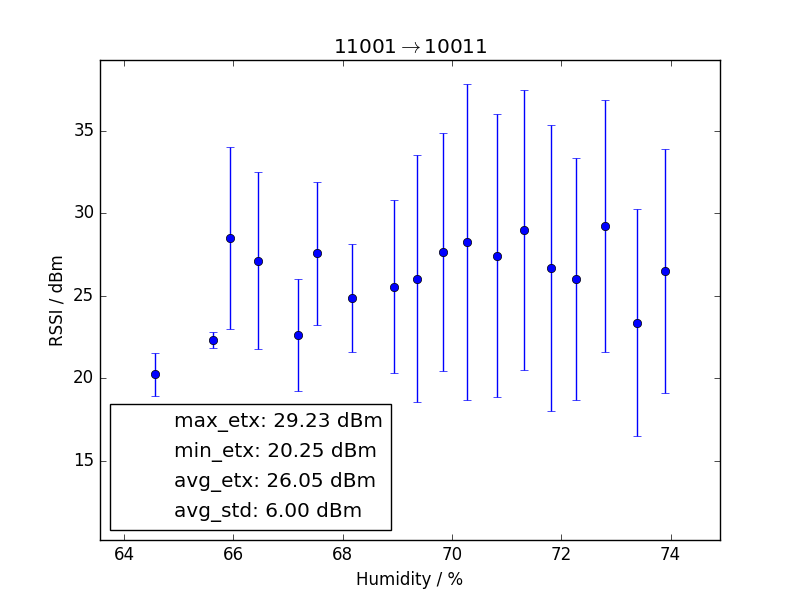 11001→10011
RSSI / dBm
35
30
25
20
15
max_etx: 29.23 dBm
min_etx: 20.25 dBm
avg_etx: 26.05 dBm
avg_std: 6.00 dBm
64 66 68 70 72 74
Humidity / %